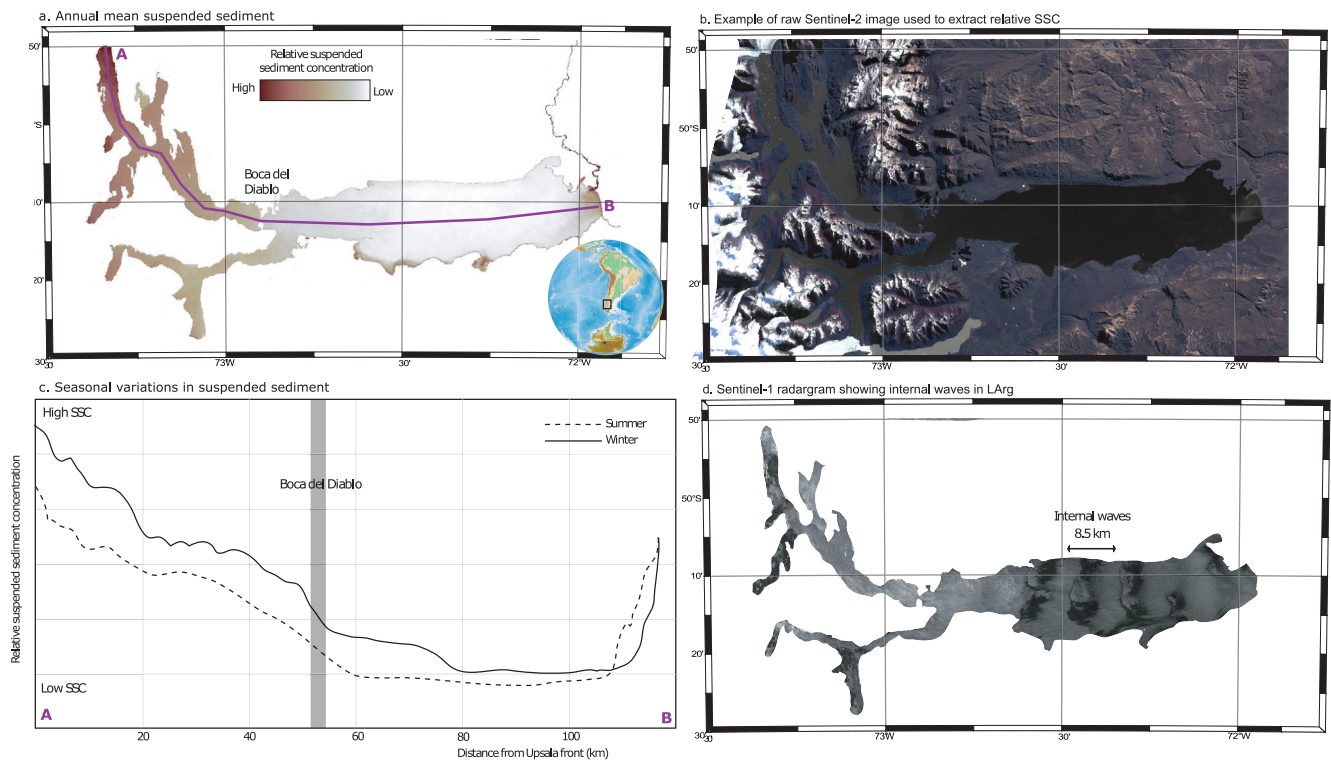 a. Annual mean suspended sediment
50'
A
Relative suspended
sediment concentration
High
Low
°S
Boca del
Diablo
10'
B
20'
30'
30'
73°W
30'
72°W
b. Example of raw Sentinel-2 image used to extract relative SSC
50'
50°S
10'
20'
30'
73°W
30'
72°W
c. Seasonal variations in suspended sediment
High SSC
Summer
Winter
Boca del Diablo
Relative suspended sediment concentration
Low SSC
A
B
20
40
60
80
100
Distance from Upsala front (km)
d. Sentinel-1 radargram showing internal waves in LArg
50'
50°S
Internal waves
8.5 km
10'
20'
30'
73°W
30'
72°W